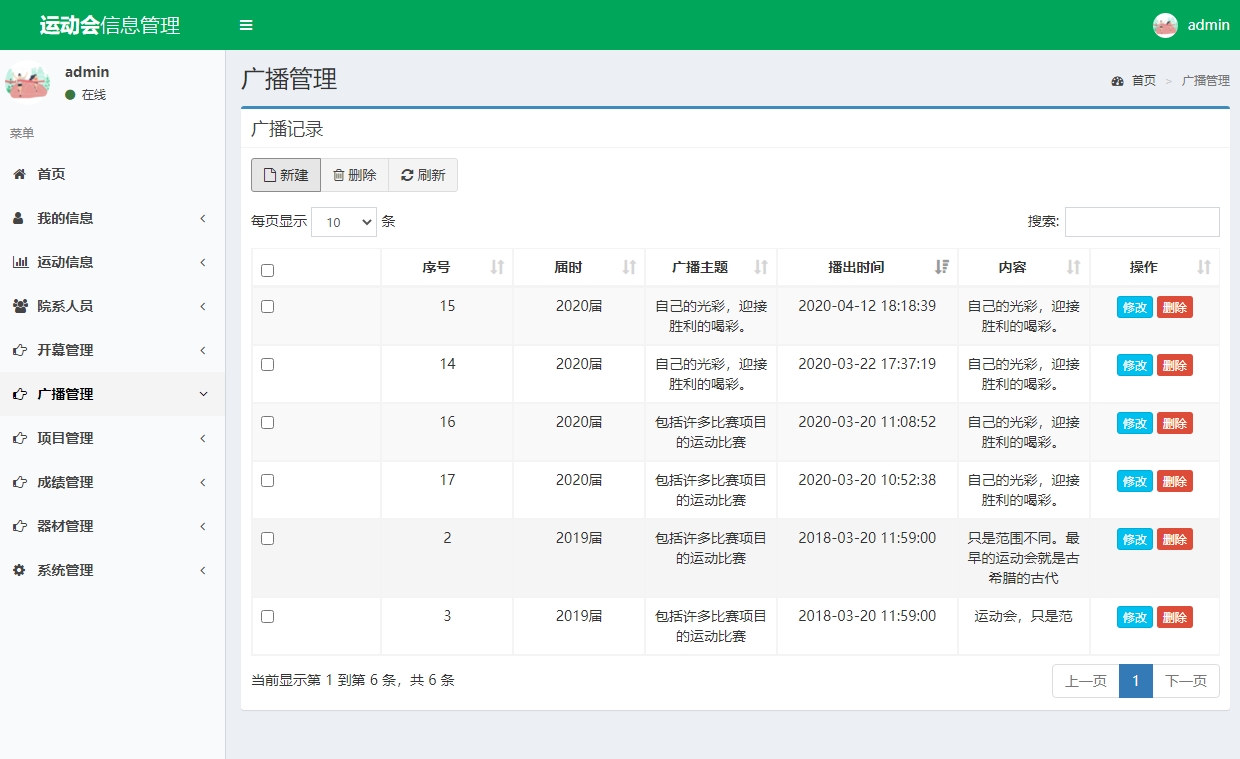 运动会信息管理
admin
admin
在线
菜单
首页
我的信息
运动信息
院系人员
开幕管理
广播管理
项目管理
成绩管理
器材管理
系统管理
广播管理
首页 > 广播管理
广播记录
新建 删除 刷新
每页显示 10 条
搜索:
序号 届时 广播主题 播出时间 内容 操作
15 2020届 自己的光彩，迎接 2020-04-12 18:18:39 自己的光彩，迎接 修改 删除
胜利的喝彩。 胜利的喝彩。
14 2020届 自己的光彩，迎接 2020-03-22 17:37:19 自己的光彩，迎接 修改 删除
胜利的喝彩。 胜利的喝彩。
16 2020届 包括许多比赛项目 2020-03-20 11:08:52 自己的光彩，迎接 修改 删除
的运动比赛 胜利的喝彩。
17 2020届 包括许多比赛项目 2020-03-20 10:52:38 自己的光彩，迎接 修改 删除
的运动比赛 胜利的喝彩。
2 2019届 包括许多比赛项目 2018-03-20 11:59:00 只是范围不同。最 修改 删除
的运动比赛 早的运动会就是古
希腊的古代
3 2019届 包括许多比赛项目 2018-03-20 11:59:00 运动会，只是范 修改 删除
的运动比赛
当前显示第 1 到第 6 条，共 6 条
上一页 1 下一页